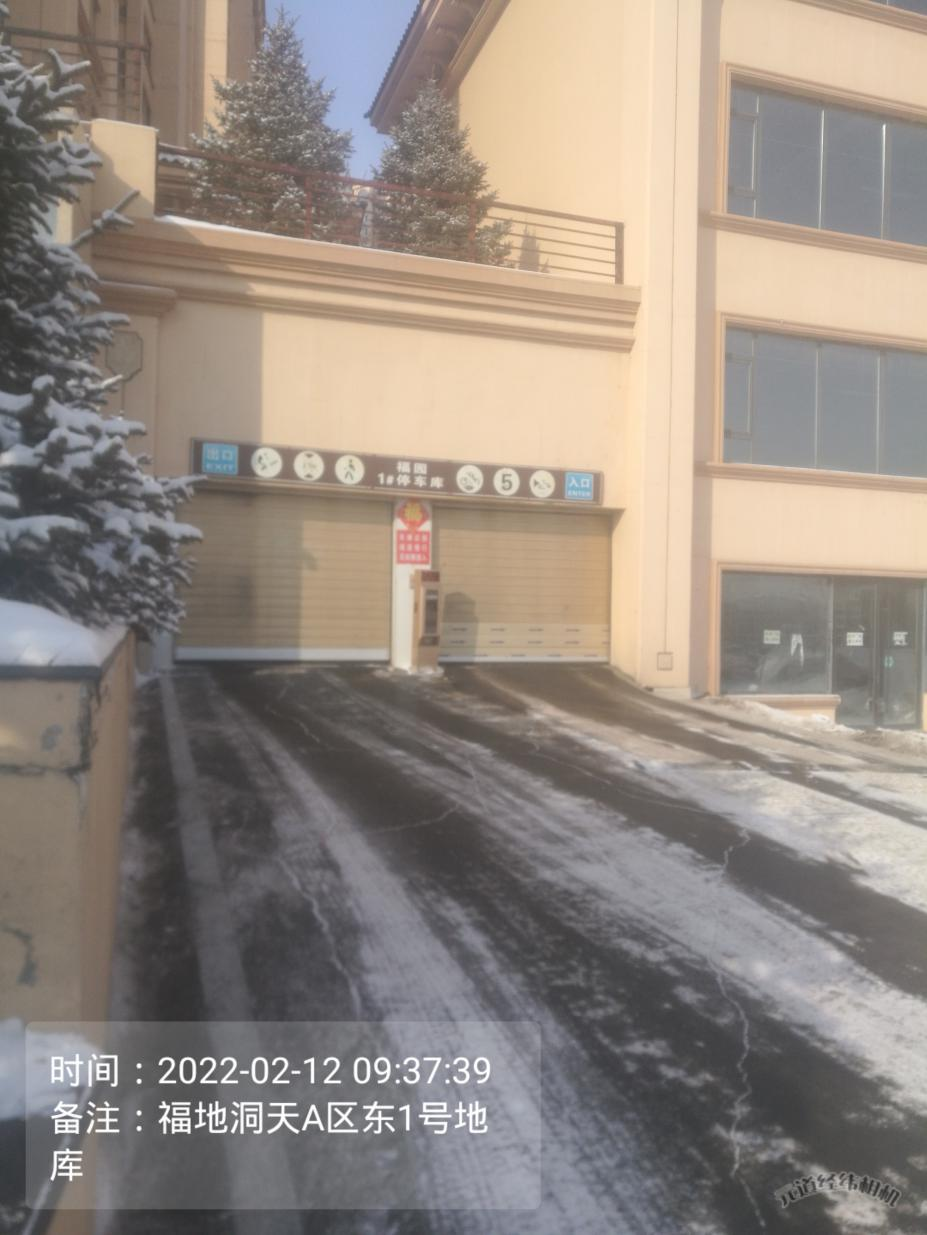 出口
EXIT
福园
1#停车库
5
入口
ENTER
福
时间：2022-02-12 09:37:39
备注：福地洞天A区东1号地
库
元道经纬相机